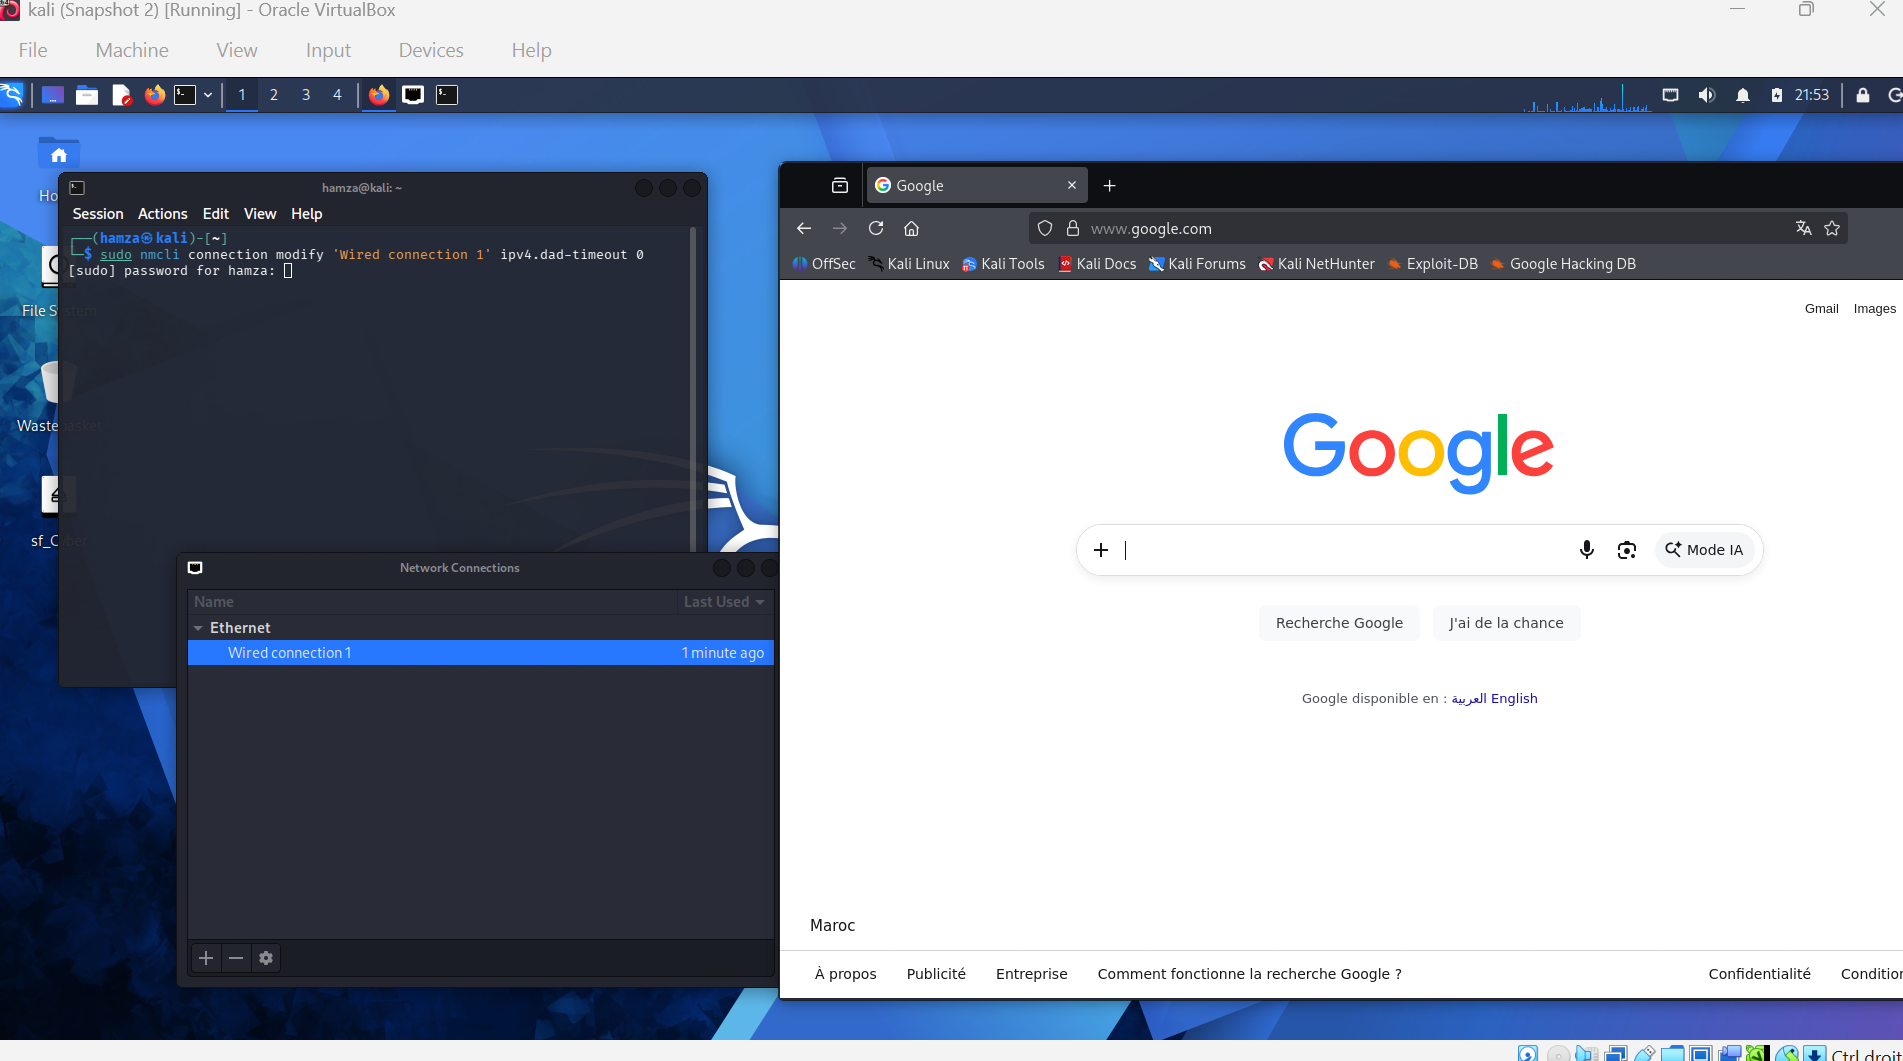 kali (Snapshot 2) [Running] - Oracle VirtualBox
File Machine View Input Devices Help
1 2 3 4
21:53
File System
Wastebasket
hamza@kali: ~
Session Actions Edit View Help
(hamza㉿kali)-[~]
$ sudo nmcli connection modify 'Wired connection 1' ipv4.dad-timeout 0
[sudo] password for hamza:
Network Connections
Name Last Used
Ethernet
Wired connection 1 1 minute ago
Google
www.google.com
OffSec Kali Linux Kali Tools Kali Docs Kali Forums Kali NetHunter Exploit-DB Google Hacking DB
Gmail Images
Google
Mode IA
Recherche Google J'ai de la chance
Google disponible en : العربية English
Maroc
À propos Publicité Entreprise Comment fonctionne la recherche Google ? Confidentialité
Ctrl droit